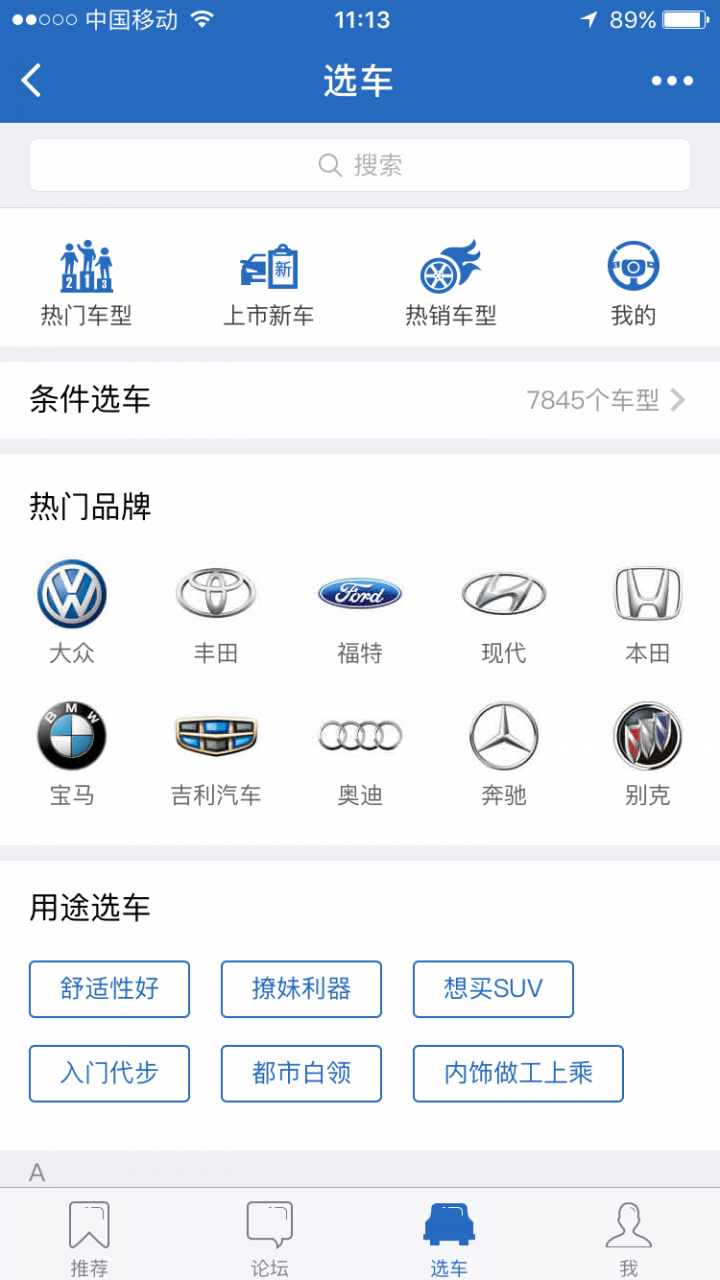 中国移动 11:13 89%
选车
搜索
2 1 3 新
热门车型 上市新车 热销车型 我的
条件选车 7845个车型
热门品牌
Ford
大众 丰田 福特 现代 本田
BMW
宝马 吉利汽车 奥迪 奔驰 别克
用途选车
舒适性好 撩妹利器 想买SUV
入门代步 都市白领 内饰做工上乘
A
推荐 论坛 选车 我